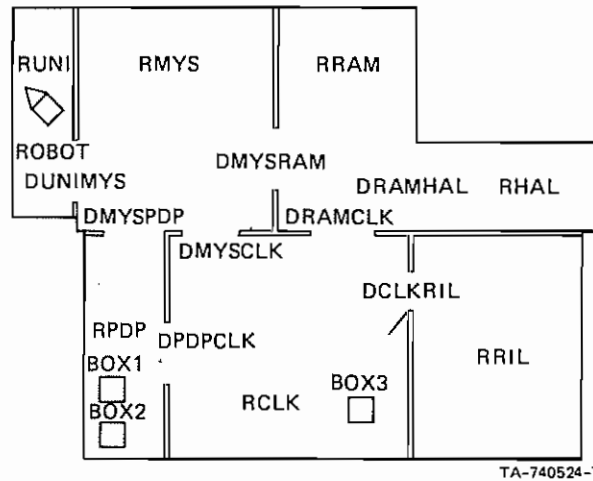 RUNI RMYS RRAM
ROBOT
DMYSRAM
DUNIMYS DRAMHAL RHAL
DMYSPDP DRAMCLK
DMYSCLK
DCLKRIL
RPDP DPDPCLK
BOX1 RRIL
BOX3
BOX2 RCLK
TA-740524-